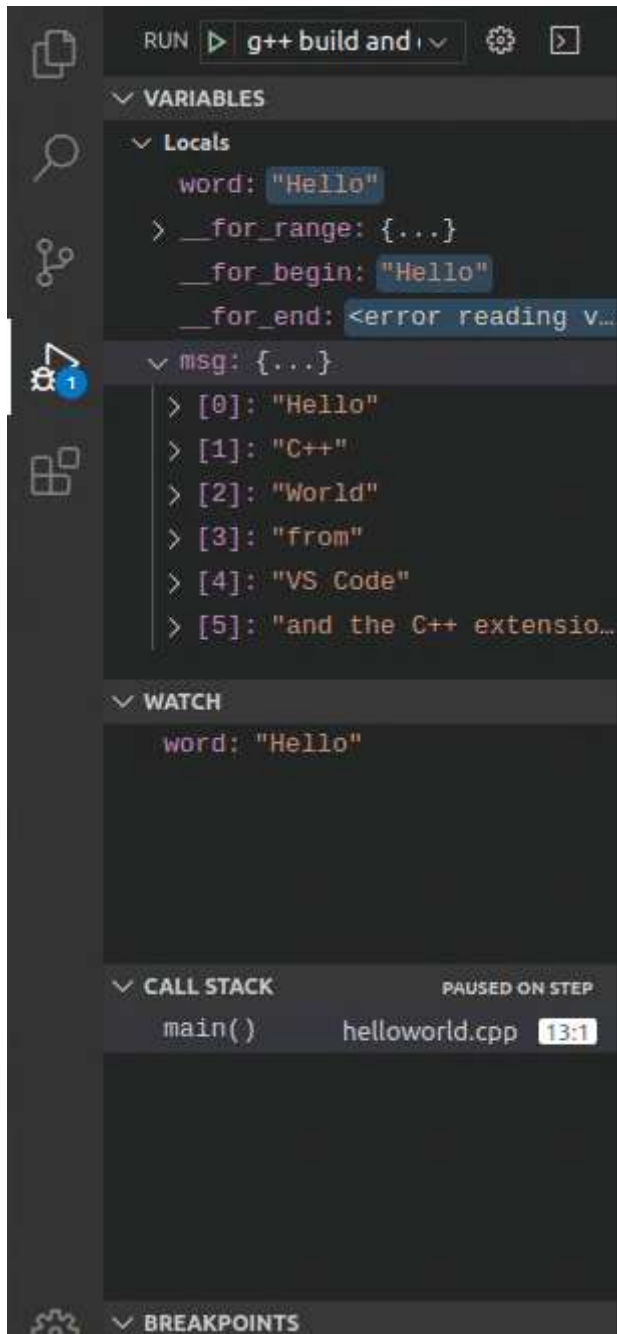 RUN g++ build and
VARIABLES
Locals
word: "Hello"
__for_range: {...}
__for_begin: "Hello"
__for_end: <error reading v…
msg: {...}
[0]: "Hello"
[1]: "C++"
[2]: "World"
[3]: "from"
[4]: "VS Code"
[5]: "and the C++ extensio…
WATCH
word: "Hello"
CALL STACK PAUSED ON STEP
main() helloworld.cpp 13:1
BREAKPOINTS
1